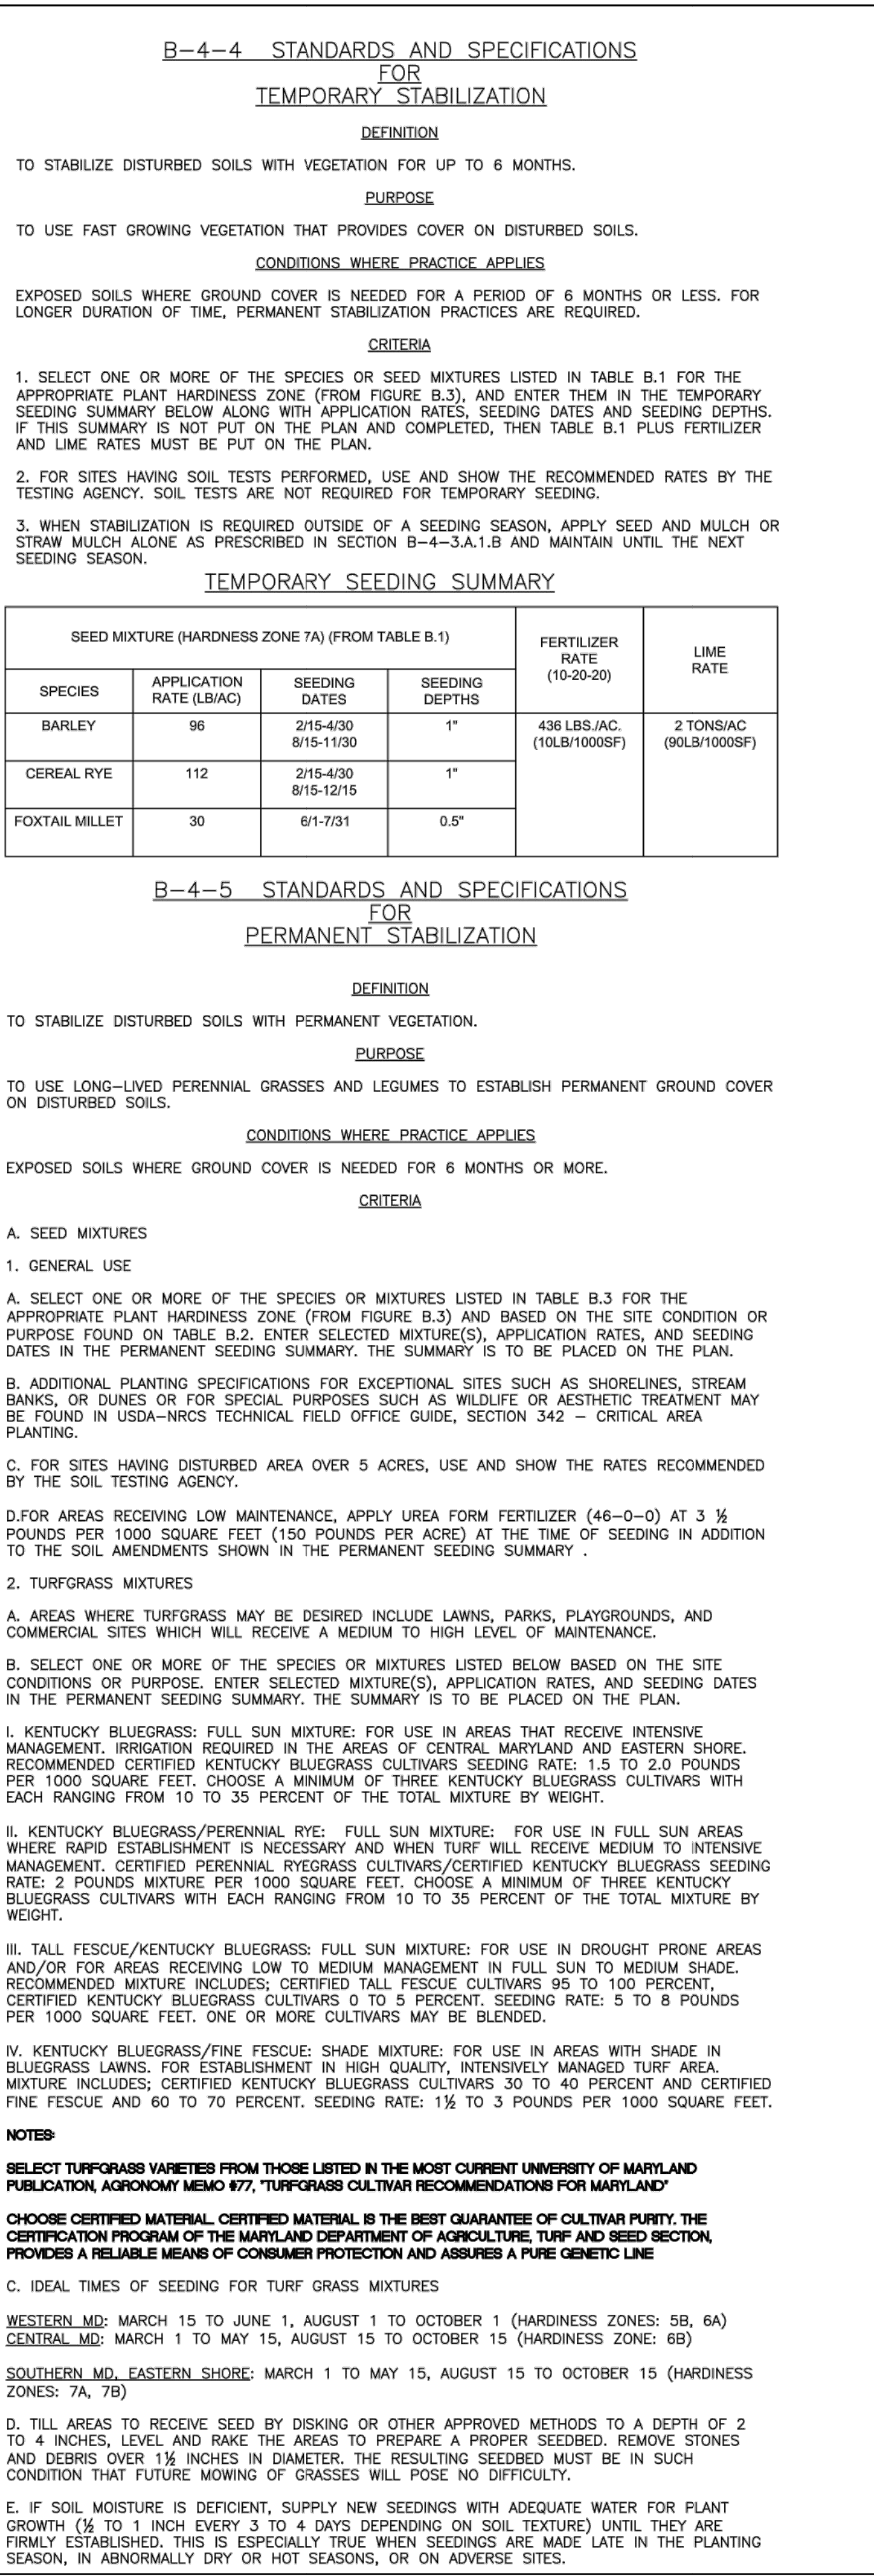 B-4-4 STANDARDS AND SPECIFICATIONS
FOR
TEMPORARY STABILIZATION
DEFINITION
TO STABILIZE DISTURBED SOILS WITH VEGETATION FOR UP TO 6 MONTHS.
PURPOSE
TO USE FAST GROWING VEGETATION THAT PROVIDES COVER ON DISTURBED SOILS.
CONDITIONS WHERE PRACTICE APPLIES
EXPOSED SOILS WHERE GROUND COVER IS NEEDED FOR A PERIOD OF 6 MONTHS OR LESS. FOR
LONGER DURATION OF TIME, PERMANENT STABILIZATION PRACTICES ARE REQUIRED.
CRITERIA
1. SELECT ONE OR MORE OF THE SPECIES OR SEED MIXTURES LISTED IN TABLE B.1 FOR THE
APPROPRIATE PLANT HARDINESS ZONE (FROM FIGURE B.3), AND ENTER THEM IN THE TEMPORARY
SEEDING SUMMARY BELOW ALONG WITH APPLICATION RATES, SEEDING DATES AND SEEDING DEPTHS.
IF THIS SUMMARY IS NOT PUT ON THE PLAN AND COMPLETED, THEN TABLE B.1 PLUS FERTILIZER
AND LIME RATES MUST BE PUT ON THE PLAN.
2. FOR SITES HAVING SOIL TESTS PERFORMED, USE AND SHOW THE RECOMMENDED RATES BY THE
TESTING AGENCY. SOIL TESTS ARE NOT REQUIRED FOR TEMPORARY SEEDING.
3. WHEN STABILIZATION IS REQUIRED OUTSIDE OF A SEEDING SEASON, APPLY SEED AND MULCH OR
STRAW MULCH ALONE AS PRESCRIBED IN SECTION B-4-3.A.1.B AND MAINTAIN UNTIL THE NEXT
SEEDING SEASON.
TEMPORARY SEEDING SUMMARY
SEED MIXTURE (HARDNESS ZONE 7A) (FROM TABLE B.1)
FERTILIZER
RATE
(10-20-20)
LIME
RATE
SPECIES
APPLICATION
RATE (LB/AC)
SEEDING
DATES
SEEDING
DEPTHS
BARLEY
96
2/15-4/30
8/15-11/30
1"
436 LBS./AC.
(10LB/1000SF)
2 TONS/AC
(90LB/1000SF)
CEREAL RYE
112
2/15-4/30
8/15-12/15
1"
FOXTAIL MILLET
30
6/1-7/31
0.5"
B-4-5 STANDARDS AND SPECIFICATIONS
FOR
PERMANENT STABILIZATION
DEFINITION
TO STABILIZE DISTURBED SOILS WITH PERMANENT VEGETATION.
PURPOSE
TO USE LONG-LIVED PERENNIAL GRASSES AND LEGUMES TO ESTABLISH PERMANENT GROUND COVER
ON DISTURBED SOILS.
CONDITIONS WHERE PRACTICE APPLIES
EXPOSED SOILS WHERE GROUND COVER IS NEEDED FOR 6 MONTHS OR MORE.
CRITERIA
A. SEED MIXTURES
1. GENERAL USE
A. SELECT ONE OR MORE OF THE SPECIES OR MIXTURES LISTED IN TABLE B.3 FOR THE
APPROPRIATE PLANT HARDINESS ZONE (FROM FIGURE B.3) AND BASED ON THE SITE CONDITION OR
PURPOSE FOUND ON TABLE B.2. ENTER SELECTED MIXTURE(S), APPLICATION RATES, AND SEEDING
DATES IN THE PERMANENT SEEDING SUMMARY. THE SUMMARY IS TO BE PLACED ON THE PLAN.
B. ADDITIONAL PLANTING SPECIFICATIONS FOR EXCEPTIONAL SITES SUCH AS SHORELINES, STREAM
BANKS, OR DUNES OR FOR SPECIAL PURPOSES SUCH AS WILDLIFE OR AESTHETIC TREATMENT MAY
BE FOUND IN USDA-NRCS TECHNICAL FIELD OFFICE GUIDE, SECTION 342 – CRITICAL AREA
PLANTING.
C. FOR SITES HAVING DISTURBED AREA OVER 5 ACRES, USE AND SHOW THE RATES RECOMMENDED
BY THE SOIL TESTING AGENCY.
D.FOR AREAS RECEIVING LOW MAINTENANCE, APPLY UREA FORM FERTILIZER (46-0-0) AT 3 ½
POUNDS PER 1000 SQUARE FEET (150 POUNDS PER ACRE) AT THE TIME OF SEEDING IN ADDITION
TO THE SOIL AMENDMENTS SHOWN IN THE PERMANENT SEEDING SUMMARY .
2. TURFGRASS MIXTURES
A. AREAS WHERE TURFGRASS MAY BE DESIRED INCLUDE LAWNS, PARKS, PLAYGROUNDS, AND
COMMERCIAL SITES WHICH WILL RECEIVE A MEDIUM TO HIGH LEVEL OF MAINTENANCE.
B. SELECT ONE OR MORE OF THE SPECIES OR MIXTURES LISTED BELOW BASED ON THE SITE
CONDITIONS OR PURPOSE. ENTER SELECTED MIXTURE(S), APPLICATION RATES, AND SEEDING DATES
IN THE PERMANENT SEEDING SUMMARY. THE SUMMARY IS TO BE PLACED ON THE PLAN.
I. KENTUCKY BLUEGRASS: FULL SUN MIXTURE: FOR USE IN AREAS THAT RECEIVE INTENSIVE
MANAGEMENT. IRRIGATION REQUIRED IN THE AREAS OF CENTRAL MARYLAND AND EASTERN SHORE.
RECOMMENDED CERTIFIED KENTUCKY BLUEGRASS CULTIVARS SEEDING RATE: 1.5 TO 2.0 POUNDS
PER 1000 SQUARE FEET. CHOOSE A MINIMUM OF THREE KENTUCKY BLUEGRASS CULTIVARS WITH
EACH RANGING FROM 10 TO 35 PERCENT OF THE TOTAL MIXTURE BY WEIGHT.
II. KENTUCKY BLUEGRASS/PERENNIAL RYE: FULL SUN MIXTURE: FOR USE IN FULL SUN AREAS
WHERE RAPID ESTABLISHMENT IS NECESSARY AND WHEN TURF WILL RECEIVE MEDIUM TO INTENSIVE
MANAGEMENT. CERTIFIED PERENNIAL RYEGRASS CULTIVARS/CERTIFIED KENTUCKY BLUEGRASS SEEDING
RATE: 2 POUNDS MIXTURE PER 1000 SQUARE FEET. CHOOSE A MINIMUM OF THREE KENTUCKY
BLUEGRASS CULTIVARS WITH EACH RANGING FROM 10 TO 35 PERCENT OF THE TOTAL MIXTURE BY
WEIGHT.
III. TALL FESCUE/KENTUCKY BLUEGRASS: FULL SUN MIXTURE: FOR USE IN DROUGHT PRONE AREAS
AND/OR FOR AREAS RECEIVING LOW TO MEDIUM MANAGEMENT IN FULL SUN TO MEDIUM SHADE.
RECOMMENDED MIXTURE INCLUDES; CERTIFIED TALL FESCUE CULTIVARS 95 TO 100 PERCENT,
CERTIFIED KENTUCKY BLUEGRASS CULTIVARS 0 TO 5 PERCENT. SEEDING RATE: 5 TO 8 POUNDS
PER 1000 SQUARE FEET. ONE OR MORE CULTIVARS MAY BE BLENDED.
IV. KENTUCKY BLUEGRASS/FINE FESCUE: SHADE MIXTURE: FOR USE IN AREAS WITH SHADE IN
BLUEGRASS LAWNS. FOR ESTABLISHMENT IN HIGH QUALITY, INTENSIVELY MANAGED TURF AREA.
MIXTURE INCLUDES; CERTIFIED KENTUCKY BLUEGRASS CULTIVARS 30 TO 40 PERCENT AND CERTIFIED
FINE FESCUE AND 60 TO 70 PERCENT. SEEDING RATE: 1½ TO 3 POUNDS PER 1000 SQUARE FEET.
NOTES:
SELECT TURFGRASS VARIETIES FROM THOSE LISTED IN THE MOST CURRENT UNIVERSITY OF MARYLAND
PUBLICATION, AGRONOMY MEMO #77, "TURFGRASS CULTIVAR RECOMMENDATIONS FOR MARYLAND"
CHOOSE CERTIFIED MATERIAL. CERTIFIED MATERIAL IS THE BEST GUARANTEE OF CULTIVAR PURITY. THE
CERTIFICATION PROGRAM OF THE MARYLAND DEPARTMENT OF AGRICULTURE, TURF AND SEED SECTION,
PROVIDES A RELIABLE MEANS OF CONSUMER PROTECTION AND ASSURES A PURE GENETIC LINE
C. IDEAL TIMES OF SEEDING FOR TURF GRASS MIXTURES
WESTERN MD: MARCH 15 TO JUNE 1, AUGUST 1 TO OCTOBER 1 (HARDINESS ZONES: 5B, 6A)
CENTRAL MD: MARCH 1 TO MAY 15, AUGUST 15 TO OCTOBER 15 (HARDINESS ZONE: 6B)
SOUTHERN MD, EASTERN SHORE: MARCH 1 TO MAY 15, AUGUST 15 TO OCTOBER 15 (HARDINESS
ZONES: 7A, 7B)
D. TILL AREAS TO RECEIVE SEED BY DISKING OR OTHER APPROVED METHODS TO A DEPTH OF 2
TO 4 INCHES, LEVEL AND RAKE THE AREAS TO PREPARE A PROPER SEEDBED. REMOVE STONES
AND DEBRIS OVER 1½ INCHES IN DIAMETER. THE RESULTING SEEDBED MUST BE IN SUCH
CONDITION THAT FUTURE MOWING OF GRASSES WILL POSE NO DIFFICULTY.
E. IF SOIL MOISTURE IS DEFICIENT, SUPPLY NEW SEEDINGS WITH ADEQUATE WATER FOR PLANT
GROWTH (½ TO 1 INCH EVERY 3 TO 4 DAYS DEPENDING ON SOIL TEXTURE) UNTIL THEY ARE
FIRMLY ESTABLISHED. THIS IS ESPECIALLY TRUE WHEN SEEDINGS ARE MADE LATE IN THE PLANTING
SEASON, IN ABNORMALLY DRY OR HOT SEASONS, OR ON ADVERSE SITES.